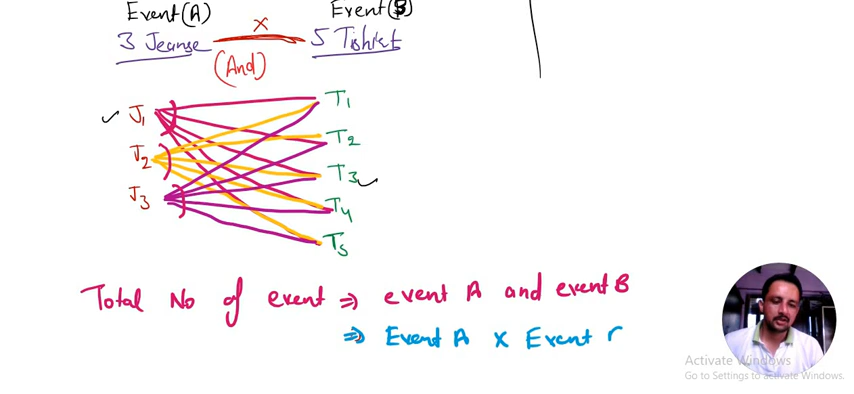 Event(A) Event(B)
3 Jeanse x 5 Tshirt
(And)
J1 T1
J2 T2
J3 T3
T4
T5
Total No of event ⇒ event A and event B
⇒ Event A x Event r
Activate Windows
Go to Settings to activate Windows.